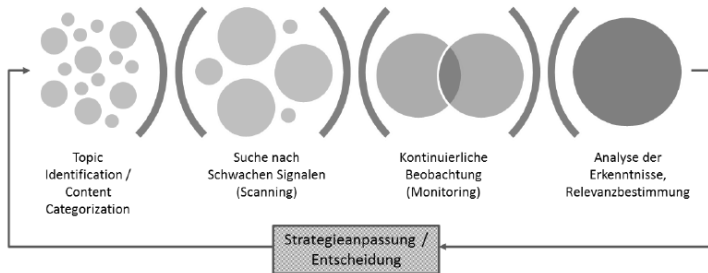 Topic
Identification /
Content
Categorization
Suche nach
Schwachen Signalen
(Scanning)
Kontinuierliche
Beobachtung
(Monitoring)
Analyse der
Erkenntnisse,
Relevanzbestimmung
Strategieanpassung /
Entscheidung